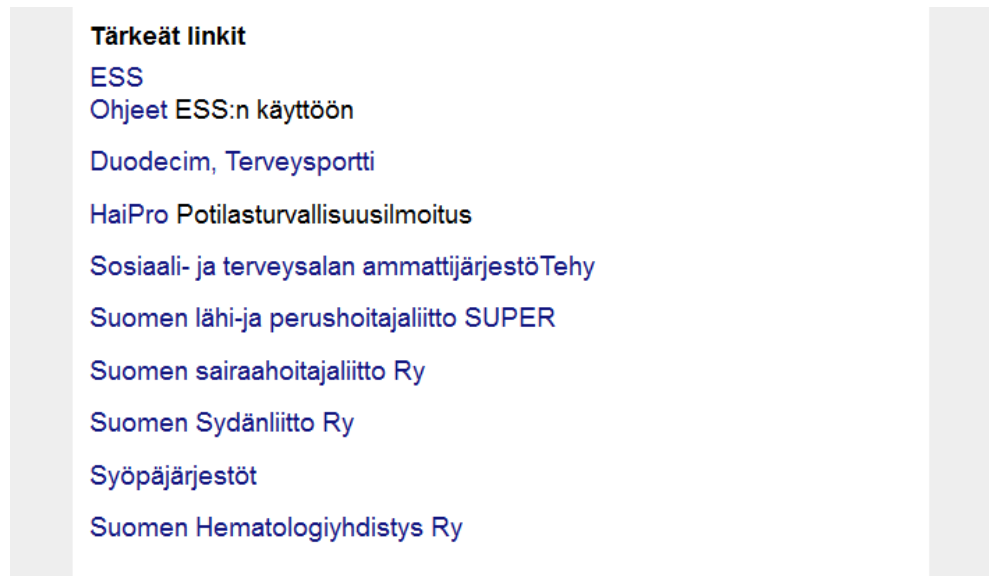 Tärkeät linkit
ESS
Ohjeet ESS:n käyttöön
Duodecim, Terveysportti
HaiPro Potilasturvallisuusilmoitus
Sosiaali- ja terveysalan ammattijärjestöTehy
Suomen lähi-ja perushoitajaliitto SUPER
Suomen sairaahoitajaliitto Ry
Suomen Sydänliitto Ry
Syöpäjärjestöt
Suomen Hematologiyhdistys Ry